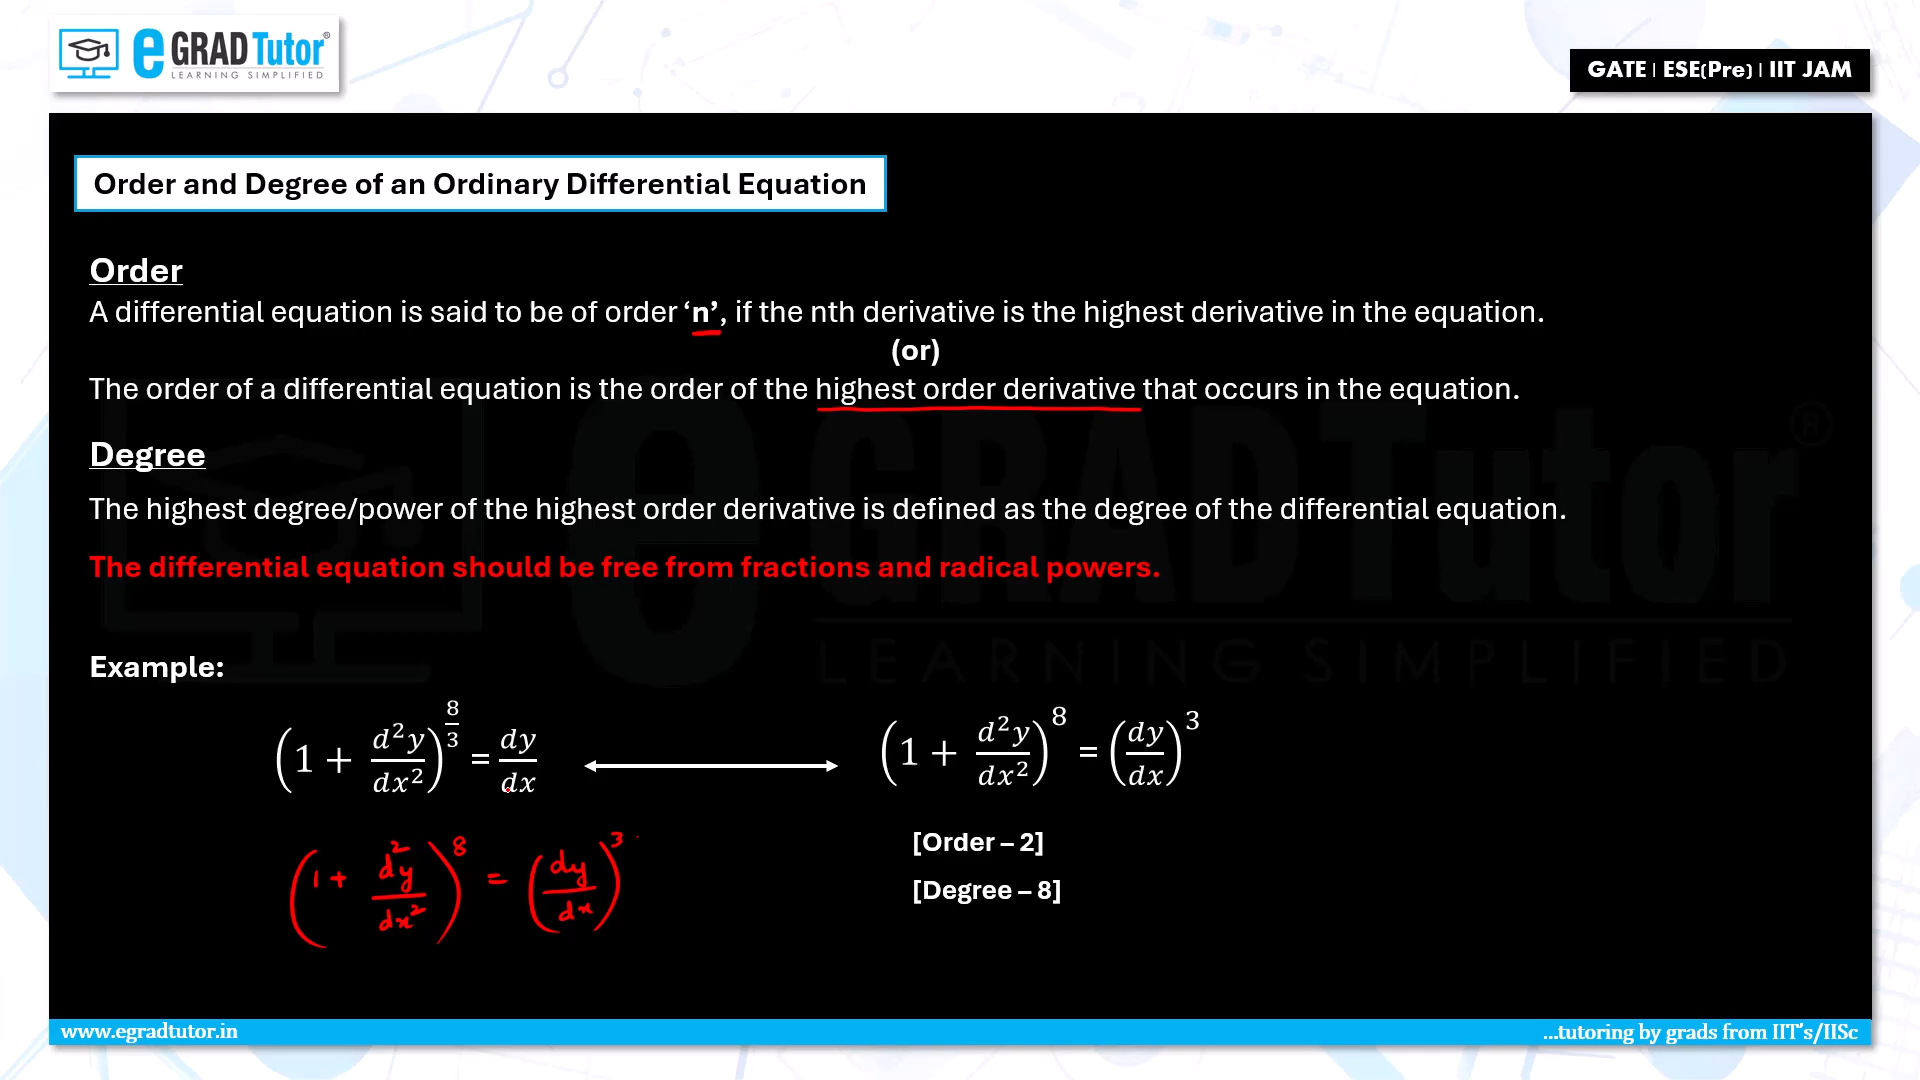 e GRAD Tutor®
LEARNING SIMPLIFIED
GATE | ESE(Pre) | IIT JAM
Order and Degree of an Ordinary Differential Equation
Order
A differential equation is said to be of order ‘n’, if the nth derivative is the highest derivative in the equation.
(or)
The order of a differential equation is the order of the highest order derivative that occurs in the equation.
Degree
The highest degree/power of the highest order derivative is defined as the degree of the differential equation.
The differential equation should be free from fractions and radical powers.
e GRAD Tutor®
LEARNING SIMPLIFIED
Example:
(1 + d²y/dx²)^(8/3) = dy/dx ⟷ (1 + d²y/dx²)^8 = (dy/dx)^3
(1 + d²y/dx²)^8 = (dy/dx)^3
[Order – 2]
[Degree – 8]
www.egradtutor.in
...tutoring by grads from IIT's/IISc